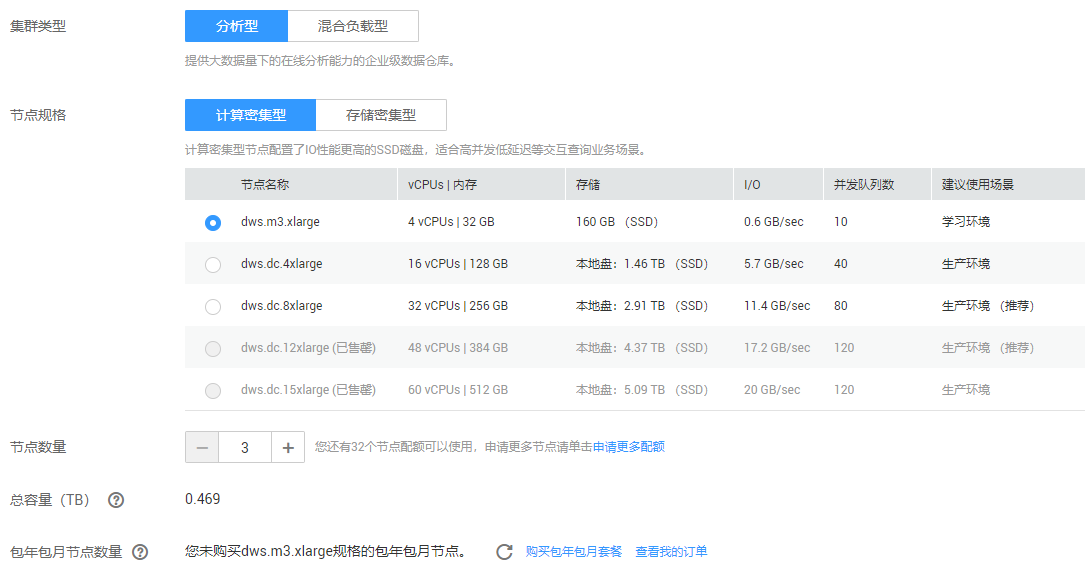 集群类型 分析型 混合负载型
提供大数据量下的在线分析能力的企业级数据仓库。
节点规格 计算密集型 存储密集型
计算密集型节点配置了IO性能更高的SSD磁盘，适合高并发低延迟等交互查询业务场景。
节点名称 vCPUs | 内存 存储 I/O 并发队列数 建议使用场景
dws.m3.xlarge 4 vCPUs | 32 GB 160 GB （SSD） 0.6 GB/sec 10 学习环境
dws.dc.4xlarge 16 vCPUs | 128 GB 本地盘：1.46 TB （SSD） 5.7 GB/sec 40 生产环境
dws.dc.8xlarge 32 vCPUs | 256 GB 本地盘：2.91 TB （SSD） 11.4 GB/sec 80 生产环境 （推荐）
dws.dc.12xlarge (已售罄) 48 vCPUs | 384 GB 本地盘：4.37 TB （SSD） 17.2 GB/sec 120 生产环境 （推荐）
dws.dc.15xlarge (已售罄) 60 vCPUs | 512 GB 本地盘：5.09 TB （SSD） 20 GB/sec 120 生产环境
节点数量 − 3 + 您还有32个节点配额可以使用，申请更多节点请单击申请更多配额
总容量（TB） ? 0.469
包年包月节点数量 ? 您未购买dws.m3.xlarge规格的包年包月节点。 购买包年包月套餐 查看我的订单